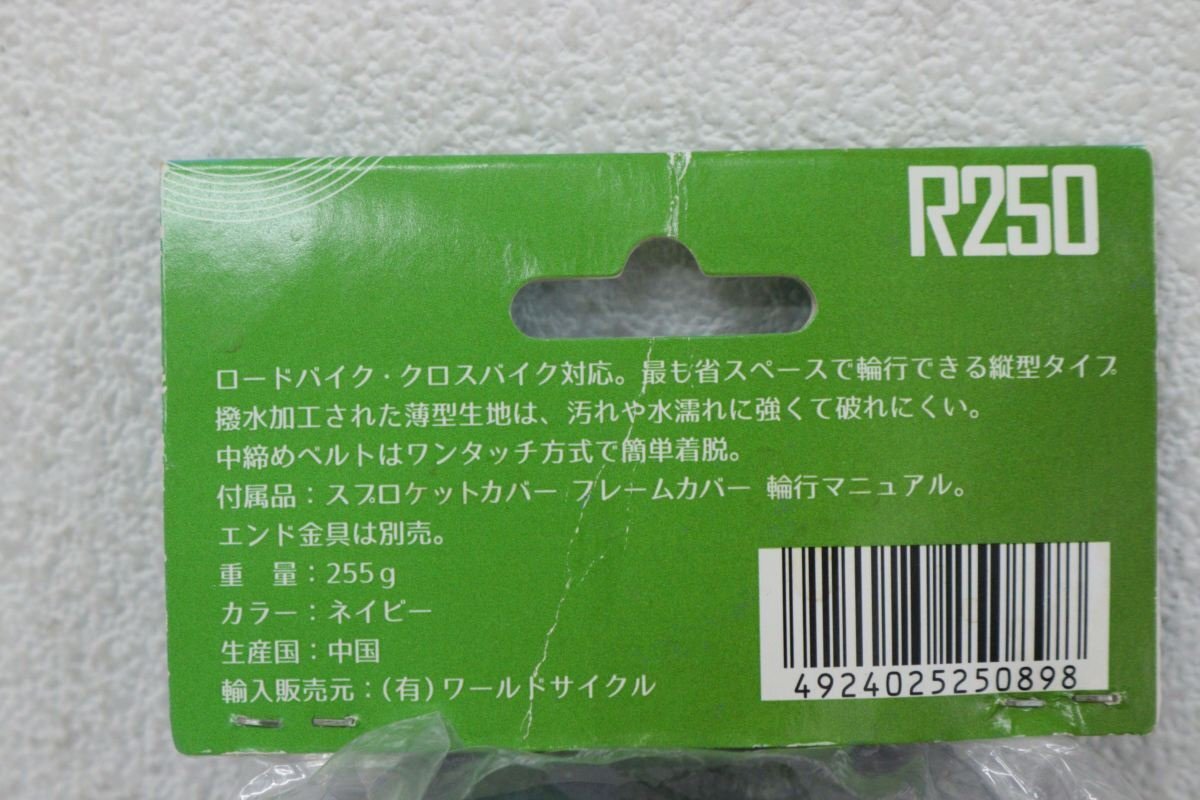 R250
ロードバイク・クロスバイク対応。最も省スペースで輪行できる縦型タイプ
撥水加工された薄型生地は、汚れや水濡れに強くて破れにくい。
中締めベルトはワンタッチ方式で簡単着脱。
付属品：スプロケットカバー フレームカバー 輪行マニュアル。
エンド金具は別売。
重　量：255g
カラー：ネイビー
生産国：中国
輸入販売元：(有)ワールドサイクル
4924025250898